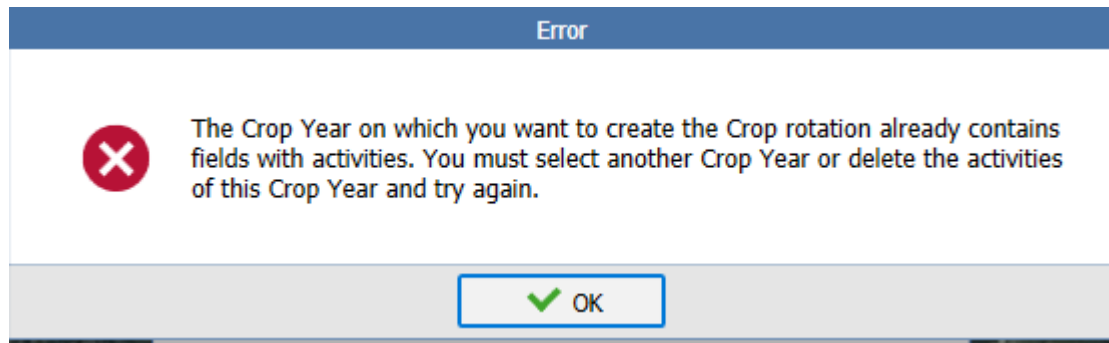 Error
The Crop Year on which you want to create the Crop rotation already contains
fields with activities. You must select another Crop Year or delete the activities
of this Crop Year and try again.
OK